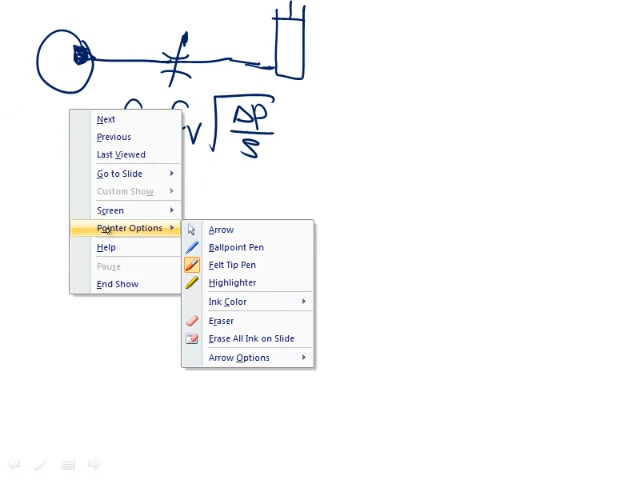 V √ ΔP
S
Next
Previous
Last Viewed
Go to Slide
Custom Show
Screen
Pointer Options
Help
Pause
End Show
Arrow
Ballpoint Pen
Felt Tip Pen
Highlighter
Ink Color
Eraser
Erase All Ink on Slide
Arrow Options